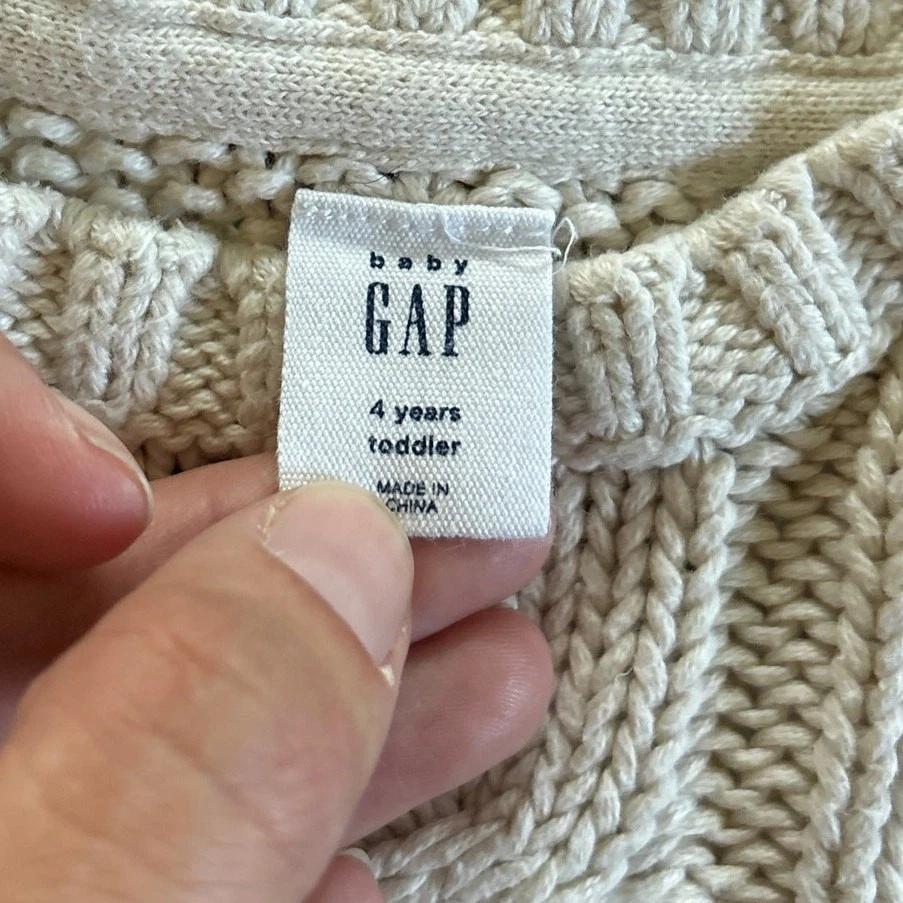 baby
GAP
4 years
toddler
MADE IN
CHINA